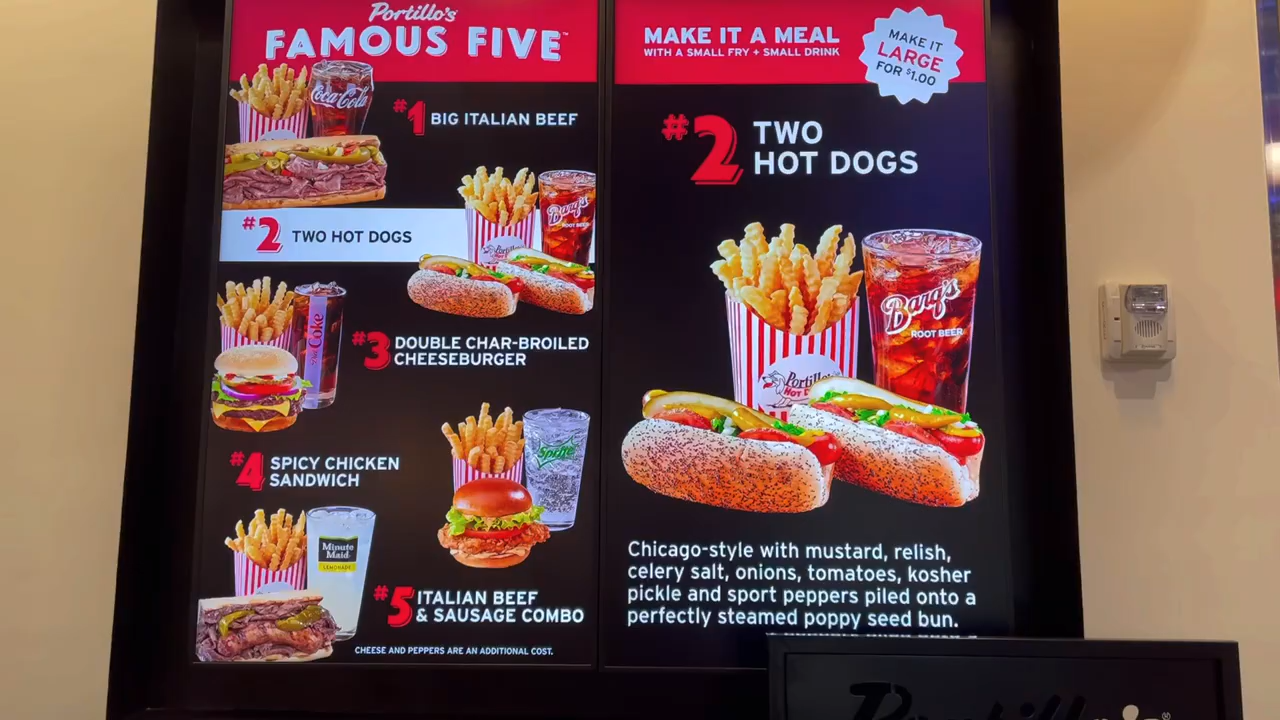 Portillo's
FAMOUS FIVE™
Coca-Cola
#1 BIG ITALIAN BEEF
#2 TWO HOT DOGS
Barq's
ROOT BEER
Portillo's
Coke
#3 DOUBLE CHAR-BROILED
CHEESEBURGER
#4 SPICY CHICKEN
SANDWICH
Sprite
Minute
Maid
LEMONADE
#5 ITALIAN BEEF
& SAUSAGE COMBO
CHEESE AND PEPPERS ARE AN ADDITIONAL COST.
MAKE IT A MEAL
WITH A SMALL FRY + SMALL DRINK
MAKE IT
LARGE
FOR $1.00
#2 TWO
HOT DOGS
Barq's
ROOT BEER
Portillo's
HOT
Chicago-style with mustard, relish,
celery salt, onions, tomatoes, kosher
pickle and sport peppers piled onto a
perfectly steamed poppy seed bun.
Portillo's®